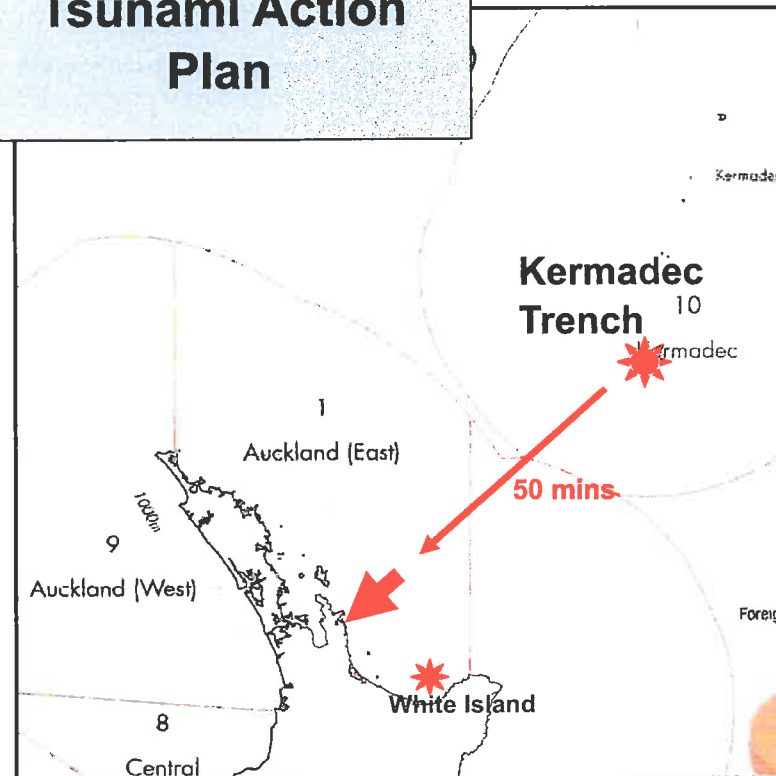 Tsunami Action
Plan
Kermadec
Trench
10
Kermadec
1
Auckland (East)
50 mins
1000m
9
Auckland (West)
White Island
8
Central